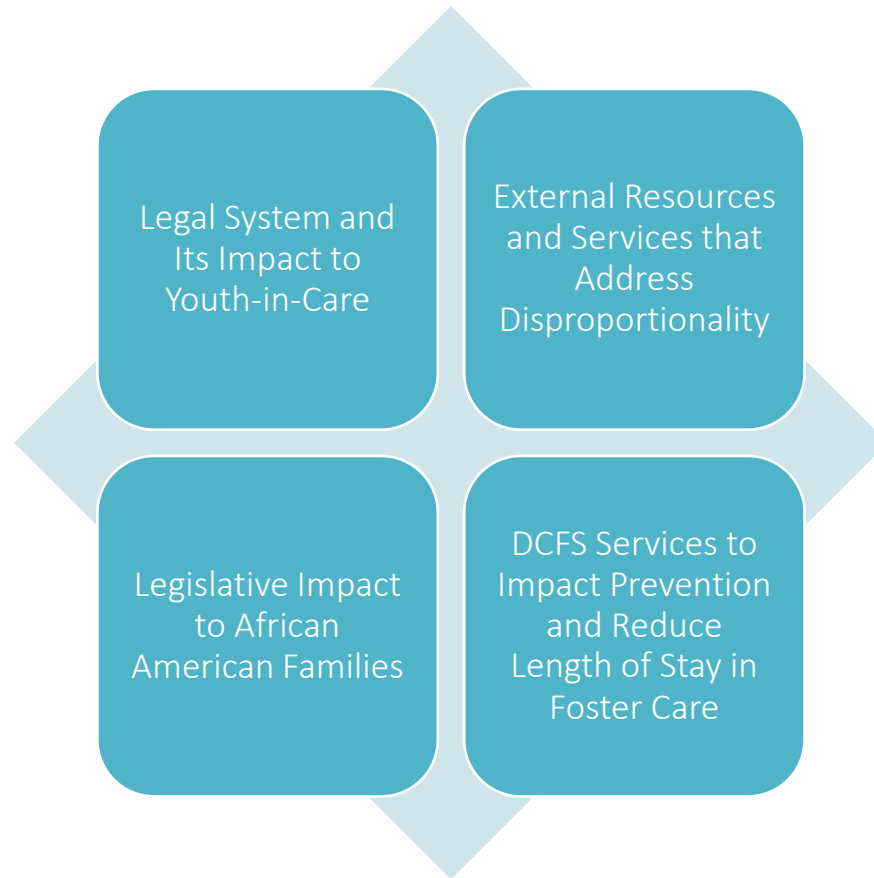 Legal System and
Its Impact to
Youth-in-Care
External Resources
and Services that
Address
Disproportionality
Legislative Impact
to African
American Families
DCFS Services to
Impact Prevention
and Reduce
Length of Stay in
Foster Care